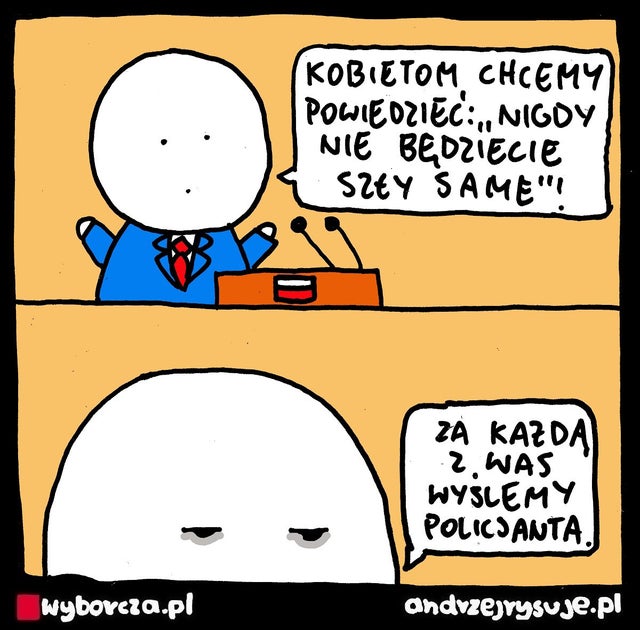 KOBIETOM CHCEMY
POWIEDZIEĆ: „NIGDY
NIE BĘDZIECIE
SZŁY SAME"!
ZA KAŻDĄ
Z WAS
WYŚLEMY
POLICJANTA.
wyborcza.pl
andrzejrysuje.pl